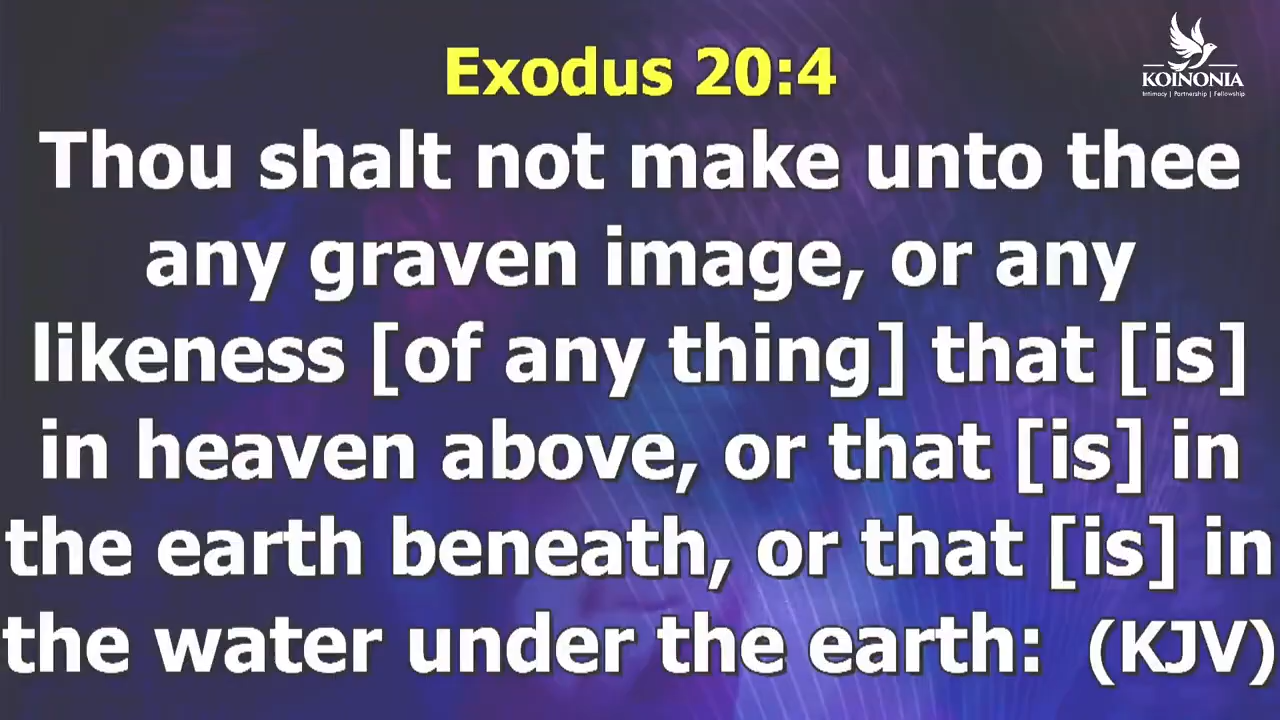 Exodus 20:4
KOINONIA
Intimacy | Partnership | Fellowship
Thou shalt not make unto thee
any graven image, or any
likeness [of any thing] that [is]
in heaven above, or that [is] in
the earth beneath, or that [is] in
the water under the earth: (KJV)